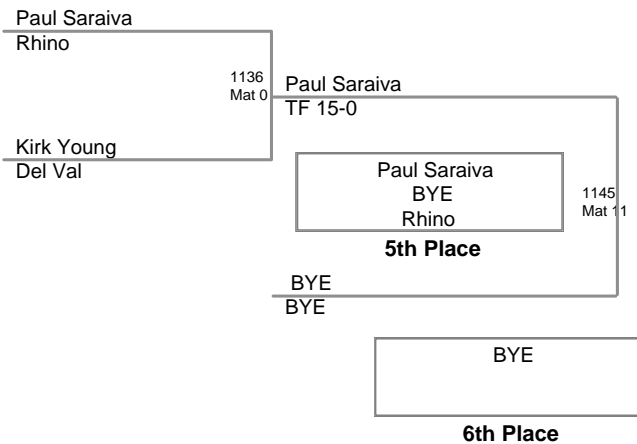 Paul Saraiva
Rhino
1136
Mat 0
Paul Saraiva
TF 15-0
Kirk Young
Del Val
Paul Saraiva
BYE
Rhino
5th Place
1145
Mat 11
BYE
BYE
BYE
6th Place